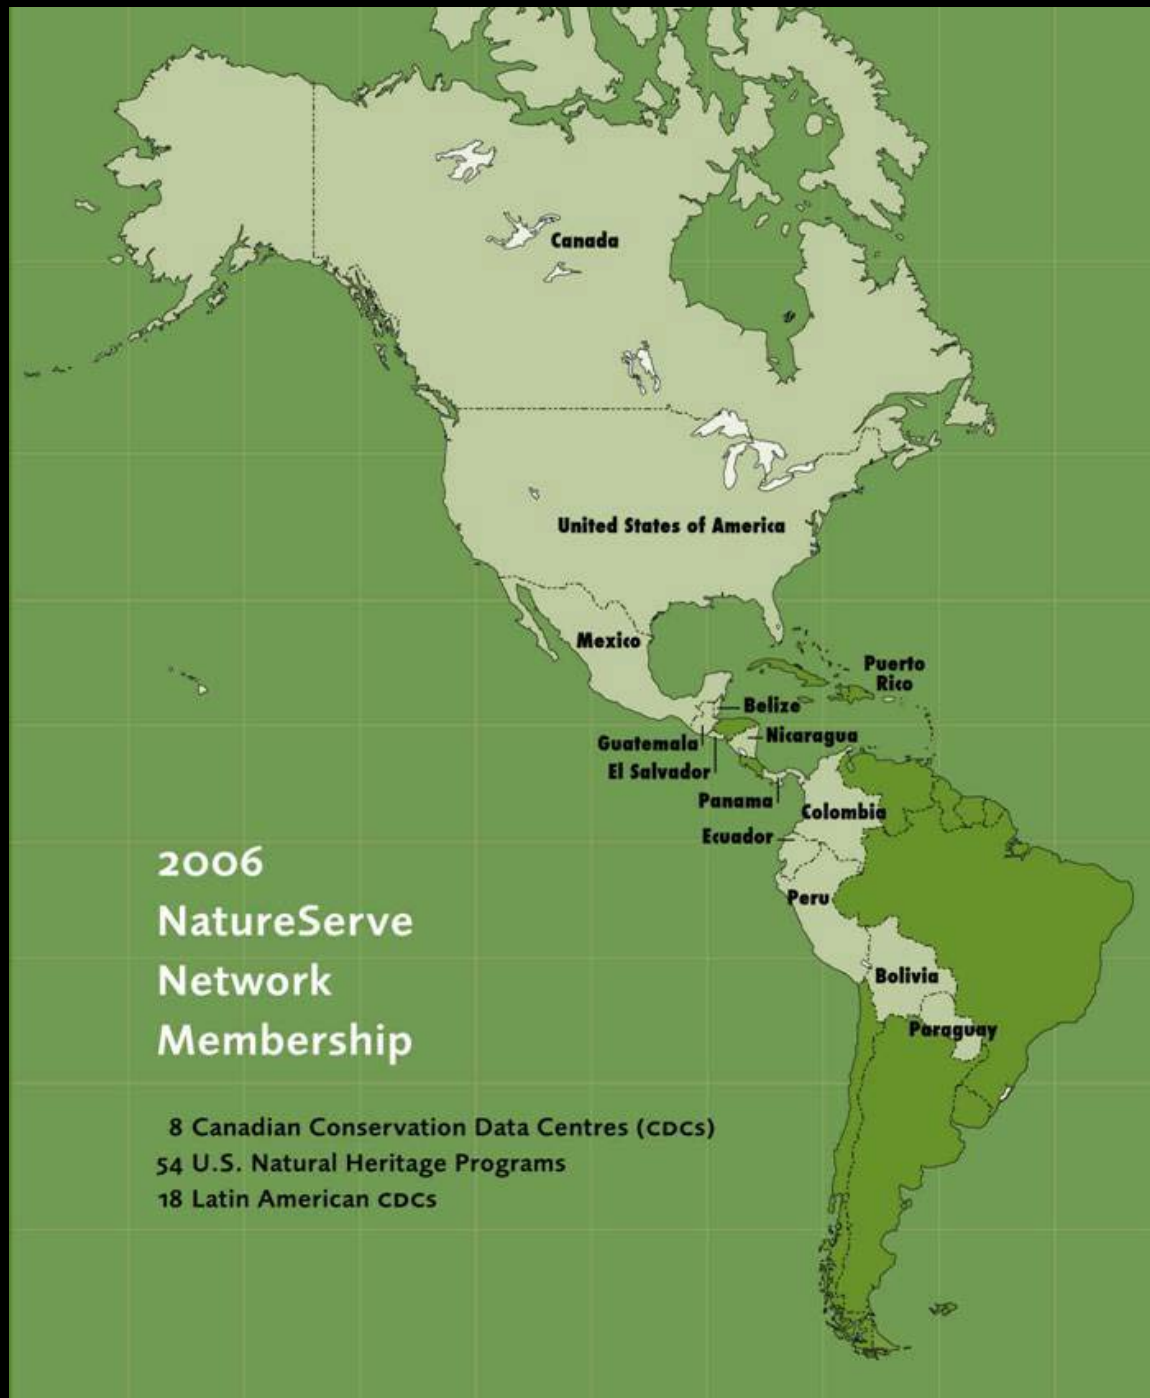 Canada
United States of America
Mexico
Puerto
Rico
Belize
Nicaragua
Guatemala
El Salvador
Panama
Colombia
Ecuador
Peru
Bolivia
Paraguay
2006
NatureServe
Network
Membership
8 Canadian Conservation Data Centres (CDCs)
54 U.S. Natural Heritage Programs
18 Latin American CDCs